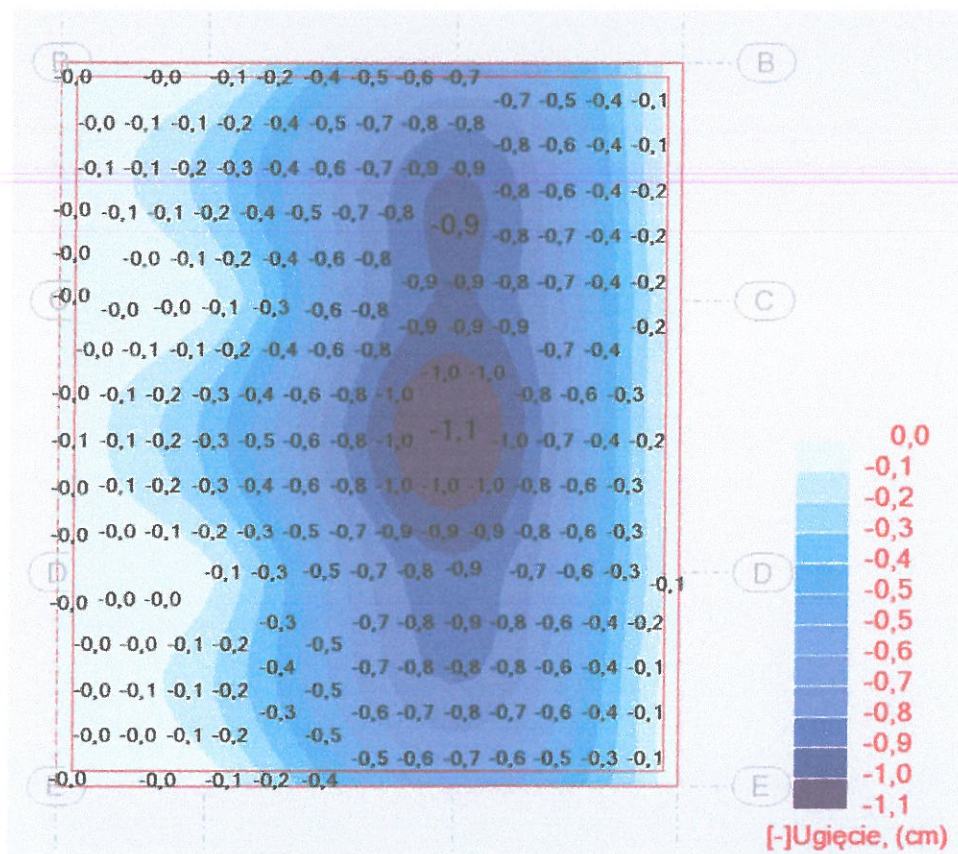 B B
-0,0 -0,0 -0,1 -0,2 -0,4 -0,5 -0,6 -0,7
-0,7 -0,5 -0,4 -0,1
-0,0 -0,1 -0,1 -0,2 -0,4 -0,5 -0,7 -0,8 -0,8
-0,8 -0,6 -0,4 -0,1
-0,1 -0,1 -0,2 -0,3 -0,4 -0,6 -0,7 -0,9 -0,9
-0,8 -0,6 -0,4 -0,2
-0,0 -0,1 -0,1 -0,2 -0,4 -0,5 -0,7 -0,8
-0,9
-0,8 -0,7 -0,4 -0,2
-0,0 -0,0 -0,1 -0,2 -0,4 -0,6 -0,8
-0,9 -0,9 -0,8 -0,7 -0,4 -0,2
-0,0
C C
-0,0 -0,0 -0,1 -0,3 -0,6 -0,8
-0,9 -0,9 -0,9 -0,2
-0,0 -0,1 -0,1 -0,2 -0,4 -0,6 -0,8 -0,7 -0,4
-1,0 -1,0
-0,0 -0,1 -0,2 -0,3 -0,4 -0,6 -0,8 -1,0 -0,8 -0,6 -0,3
-1,1
-0,1 -0,1 -0,2 -0,3 -0,5 -0,6 -0,8 -1,0 -1,0 -0,7 -0,4 -0,2
-0,0 -0,1 -0,2 -0,3 -0,4 -0,6 -0,8 -1,0 -1,0 -1,0 -0,8 -0,6 -0,3
-0,0 -0,0 -0,1 -0,2 -0,3 -0,5 -0,7 -0,9 -0,9 -0,9 -0,8 -0,6 -0,3
D -0,1 -0,3 -0,5 -0,7 -0,8 -0,9 -0,7 -0,6 -0,3 D
-0,1
-0,0 -0,0 -0,0
-0,3 -0,7 -0,8 -0,9 -0,8 -0,6 -0,4 -0,2
-0,0 -0,0 -0,1 -0,2 -0,5
-0,4 -0,7 -0,8 -0,8 -0,8 -0,6 -0,4 -0,1
-0,0 -0,1 -0,1 -0,2 -0,5
-0,3 -0,6 -0,7 -0,8 -0,7 -0,6 -0,4 -0,1
-0,0 -0,0 -0,1 -0,2 -0,5
-0,5 -0,6 -0,7 -0,6 -0,5 -0,3 -0,1
-0,0 -0,0 -0,1 -0,2 -0,4
E E
0,0
-0,1
-0,2
-0,3
-0,4
-0,5
-0,6
-0,7
-0,8
-0,9
-1,0
-1,1
[-]Ugięcie, (cm)